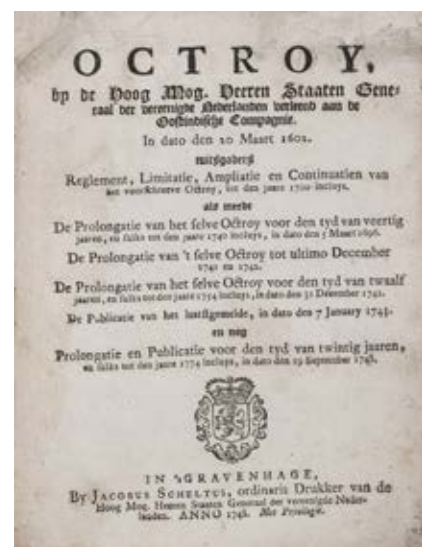 OCTROY,
by de Hoog Mog. Heeren Staaten Gene-
raal der vereenigde Nederlanden verleend aan de
Oostindische Compagnie.
In dato den 20 Maart 1602.
mitsgaders
Reglement, Limitatie, Ampliatie en Continuatien van
het voorschreeve Octroy, tot den jaare 1700 incluys.
als meede
De Prolongatie van het selve Octroy voor den tyd van veertig
jaaren, en sulks tot den jaare 1740 incluys, in dato den 5 Maart 1696.
De Prolongatie van 't selve Octroy tot ultimo December
1741 en 1742.
De Prolongatie van het selve Octroy voor den tyd van twaalf
jaaren, en sulks tot den jaare 1754 incluys, in dato den 31 December 1742.
De Publicatie van het laastgemelde, in dato den 7 January 1743.
en nog
Prolongatie en Publicatie voor den tyd van twintig jaaren,
en sulks tot den jaare 1774 incluys, in dato den 19 September 1748.
IN 'sGRAVENHAGE,
By JACOBUS SCHELTUS, ordinaris Drukker van de
Hoog Mog. Heeren Staaten Generaal der vereenigde Neder-
landen. ANNO 1748. Met Privilegie.